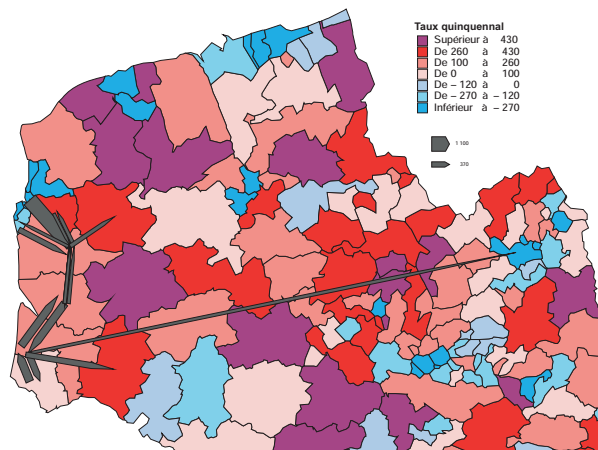 Taux quinquennal
Supérieur à 430
De 260 à 430
De 100 à 260
De 0 à 100
De – 120 à 0
De – 270 à – 120
Inférieur à – 270
1 100
370